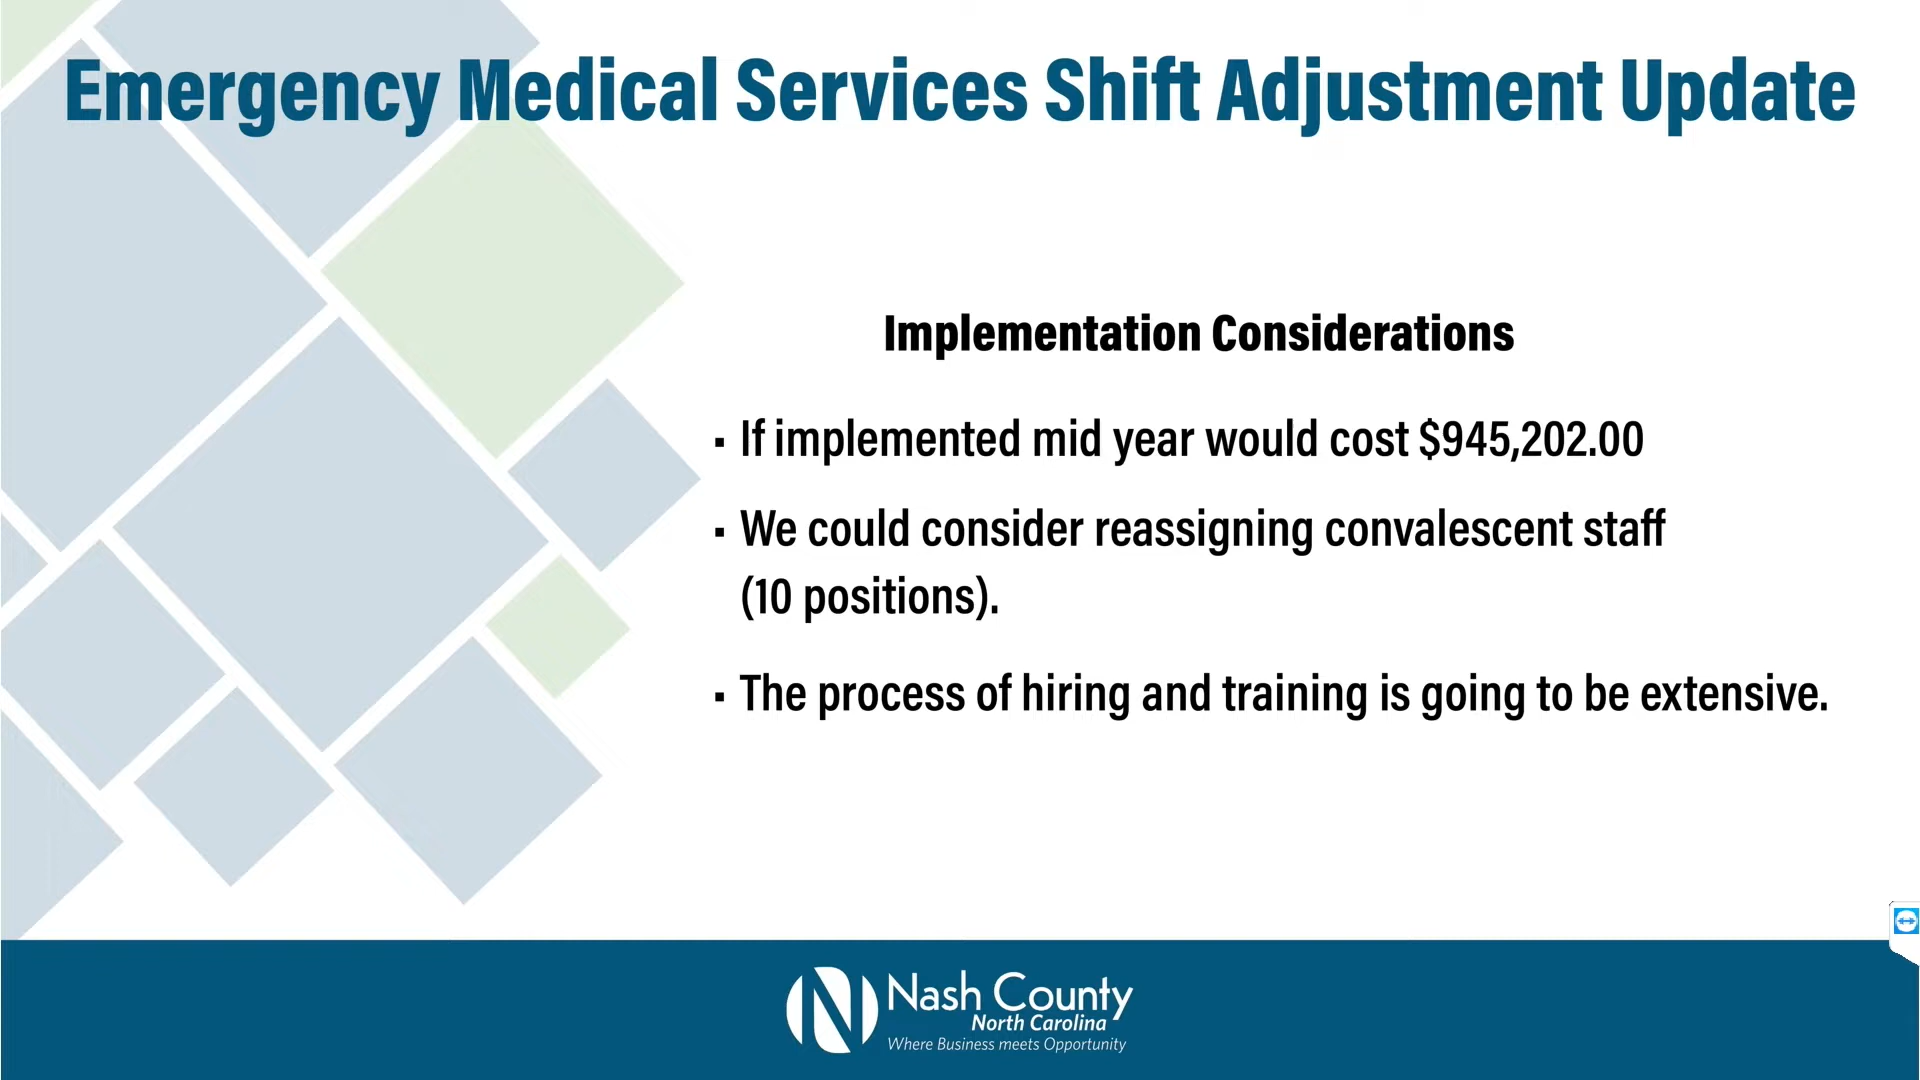 Emergency Medical Services Shift Adjustment Update
Implementation Considerations
▪ If implemented mid year would cost $945,202.00
▪ We could consider reassigning convalescent staff
(10 positions).
▪ The process of hiring and training is going to be extensive.
Nash County
North Carolina
Where Business meets Opportunity